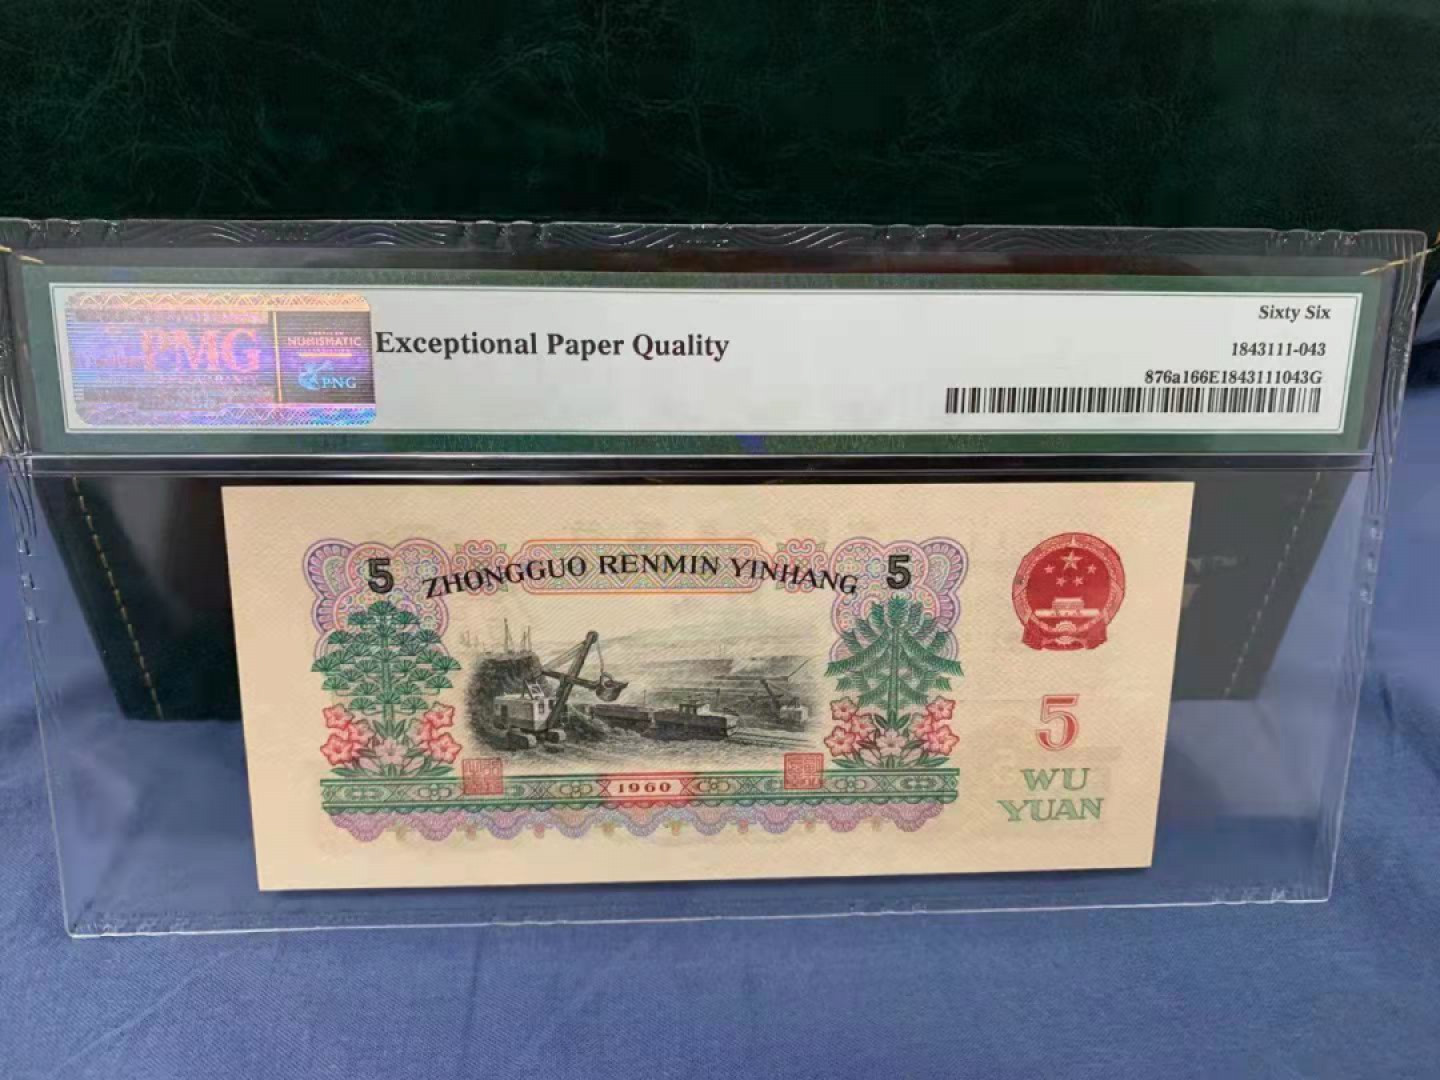 PMG
NUMISMATIC
PNG
Exceptional Paper Quality
Sixty Six
1843111-043
876a166E1843111043G
5 ZHONGGUO RENMIN YINHANG 5
5
WU
YUAN
1960